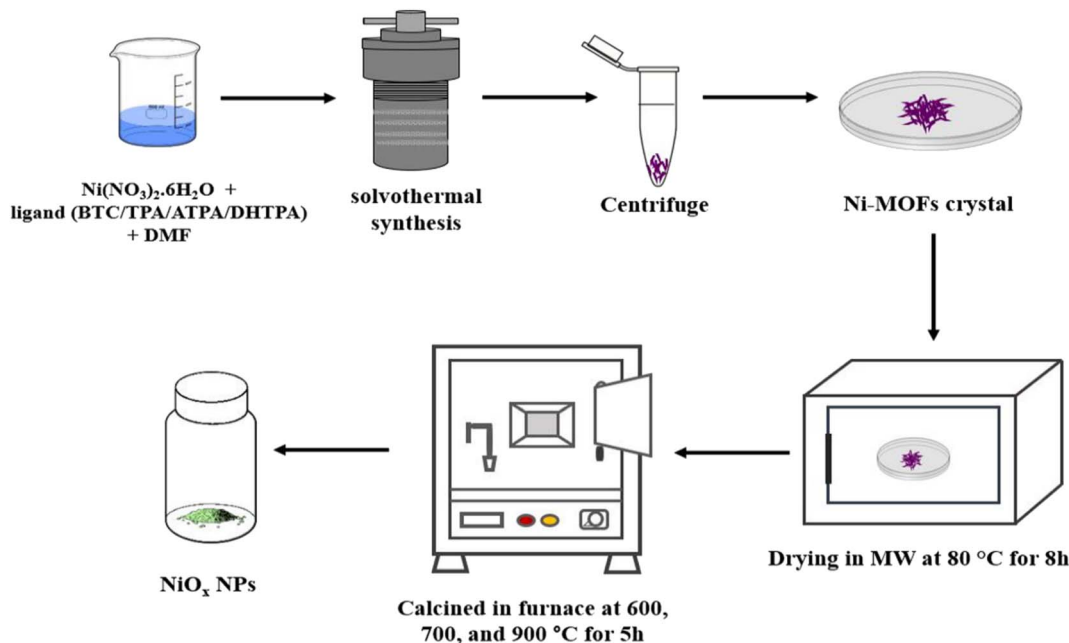 Ni(NO₃)₂.6H₂O +
ligand (BTC/TPA/ATPA/DHTPA)
+ DMF
solvothermal
synthesis
Centrifuge
Ni-MOFs crystal
Drying in MW at 80 °C for 8h
Calcined in furnace at 600,
700, and 900 °C for 5h
NiOₓ NPs